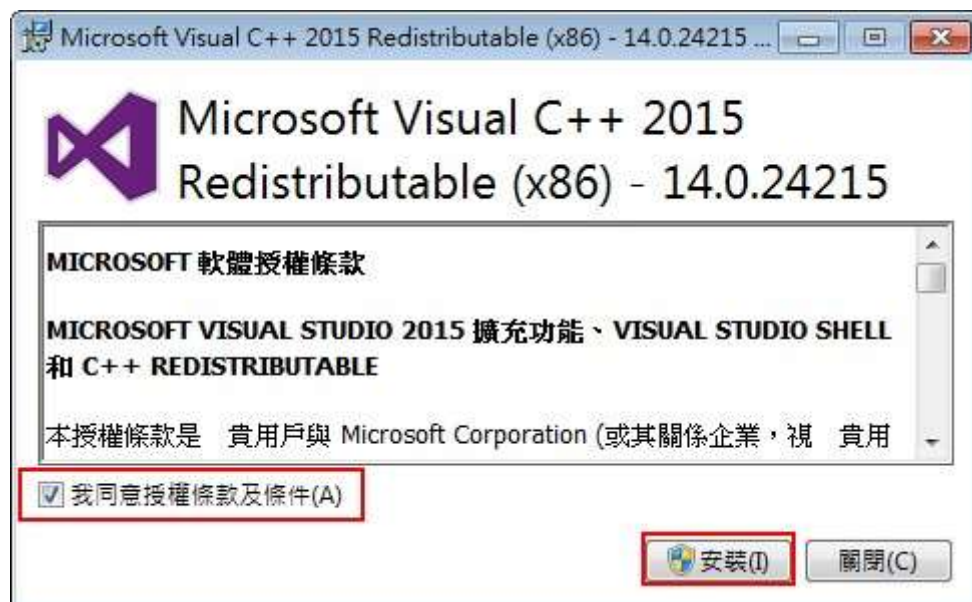 Microsoft Visual C++ 2015 Redistributable (x86) - 14.0.24215 ...
Microsoft Visual C++ 2015
Redistributable (x86) - 14.0.24215
MICROSOFT 軟體授權條款
MICROSOFT VISUAL STUDIO 2015 擴充功能、VISUAL STUDIO SHELL
和 C++ REDISTRIBUTABLE
本授權條款是 貴用戶與 Microsoft Corporation (或其關係企業，視 貴用
我同意授權條款及條件(A)
安裝(I) 關閉(C)